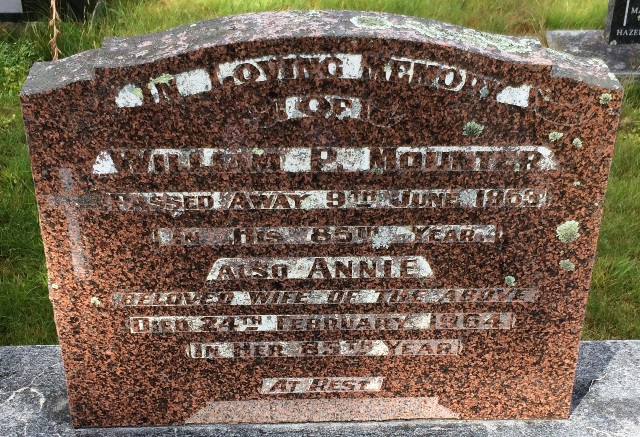 IN LOVING MEMORY
OF
WILLIAM P. MOUNTER
PASSED AWAY 9TH JUNE 1963
IN HIS 85TH YEAR.
ALSO ANNIE
BELOVED WIFE OF THE ABOVE
DIED 24TH FEBRUARY 1964
IN HER 85TH YEAR
AT REST